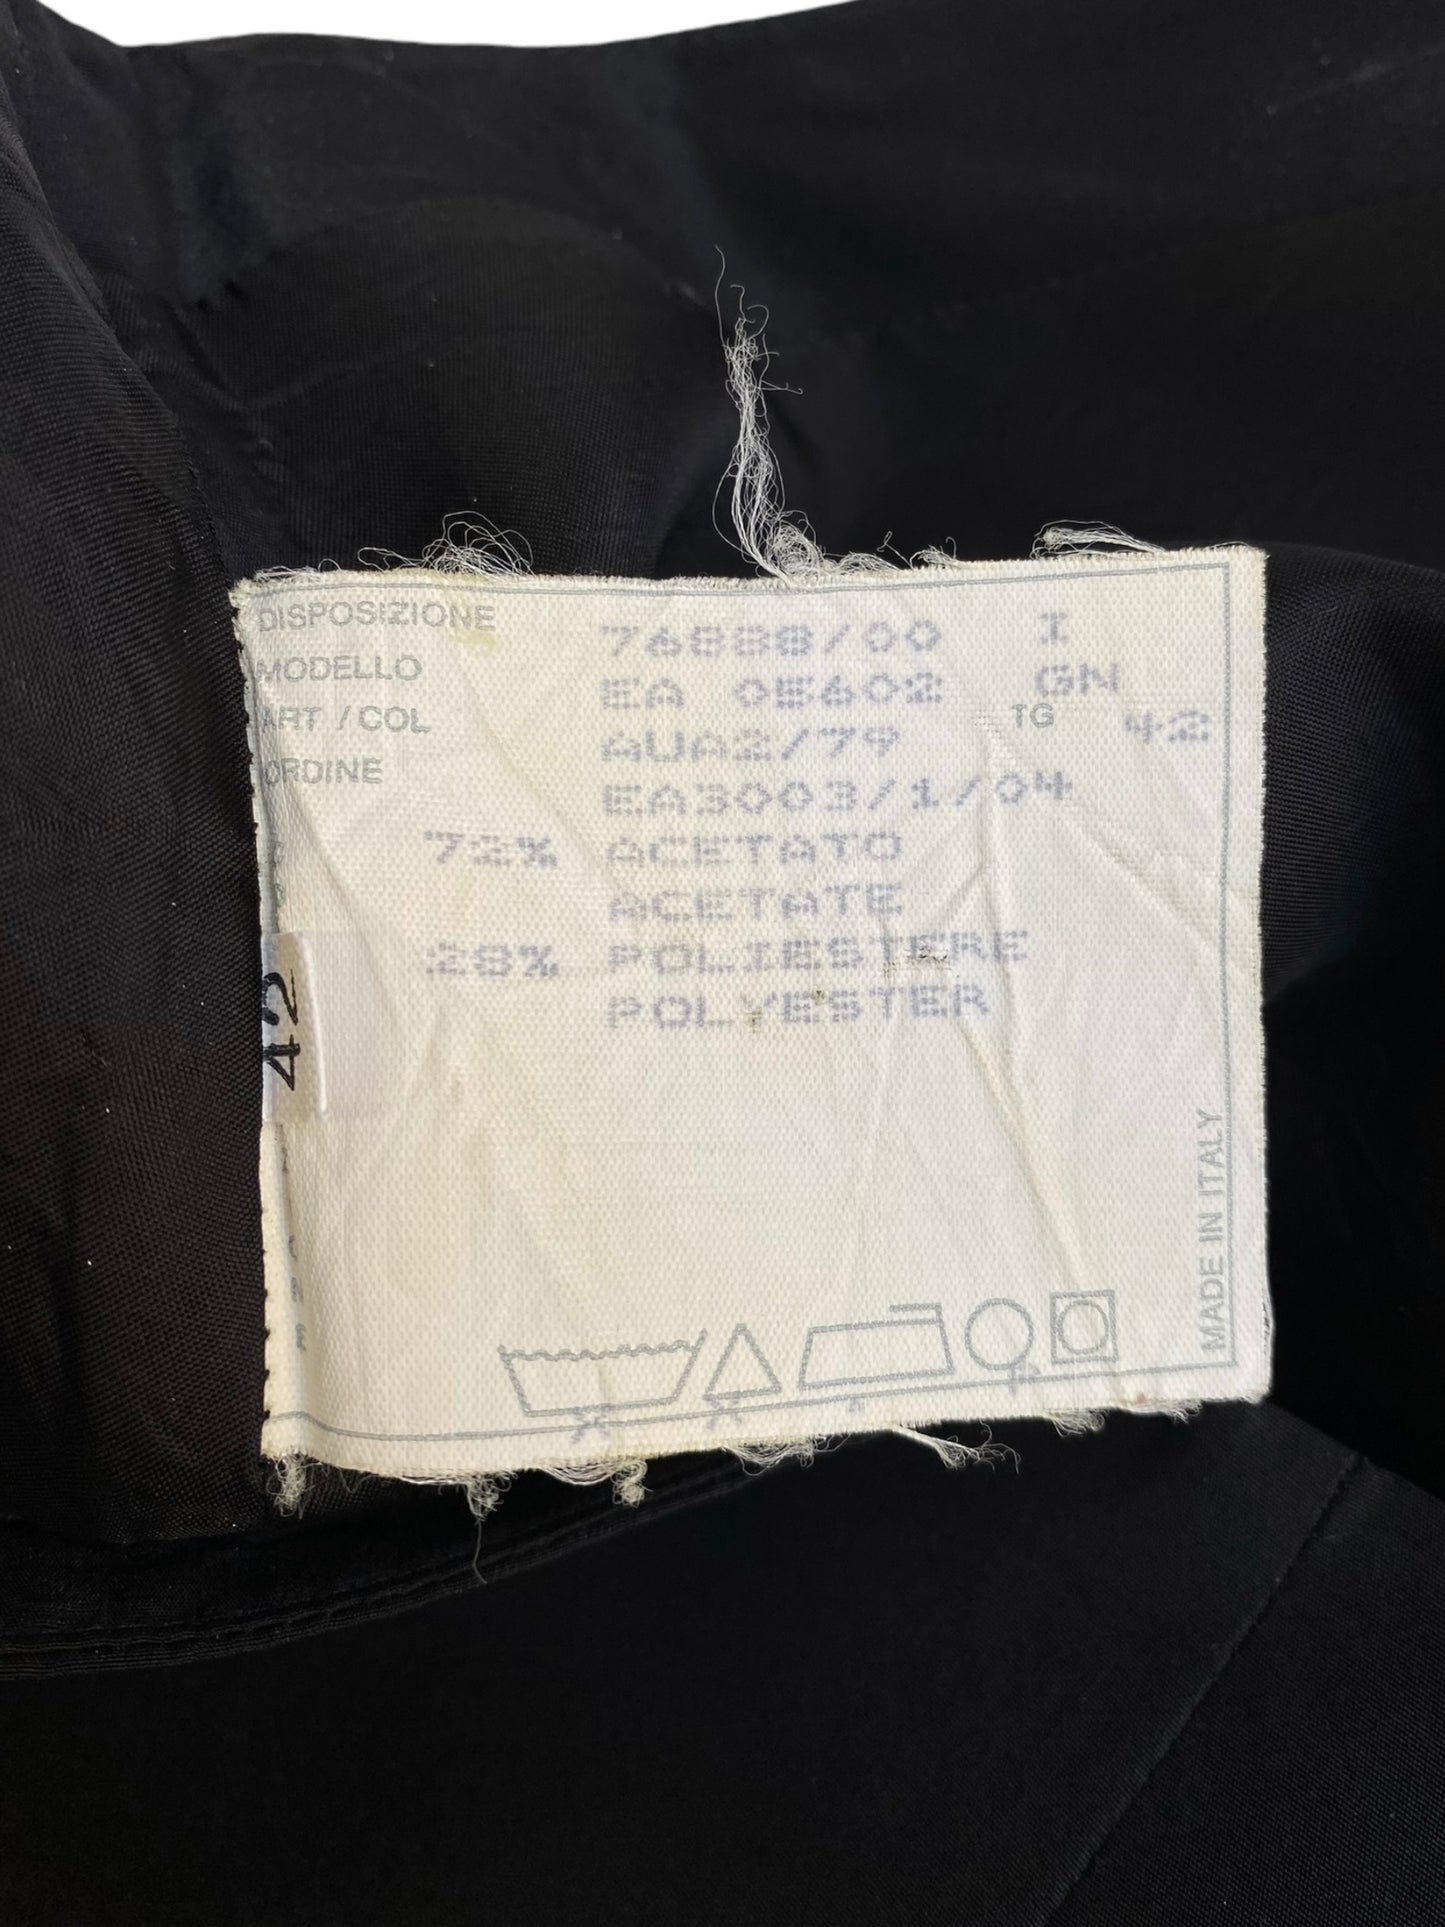 DISPOSIZIONE 76888/00 I
MODELLO EA 05602 GN
ART / COL AUA2/79 TG 42
ORDINE EA3003/1/04
72% ACETATO
ACETATE
28% POLIESTERE
POLYESTER
42
MADE IN ITALY